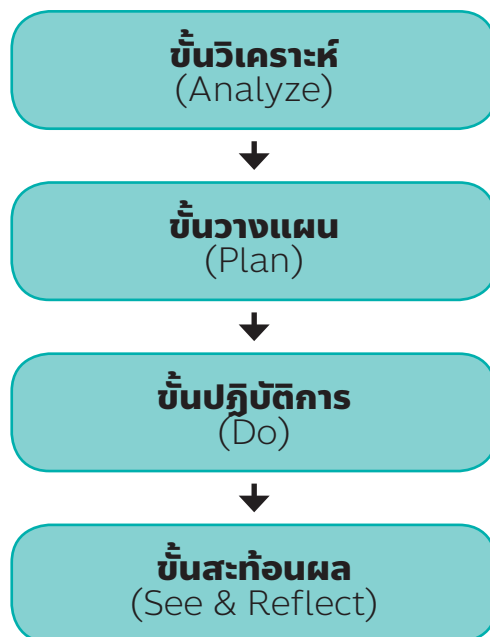 ขั้นวิเคราะห์
(Analyze)
ขั้นวางแผน
(Plan)
ขั้นปฏิบัติการ
(Do)
ขั้นสะท้อนผล
(See & Reflect)